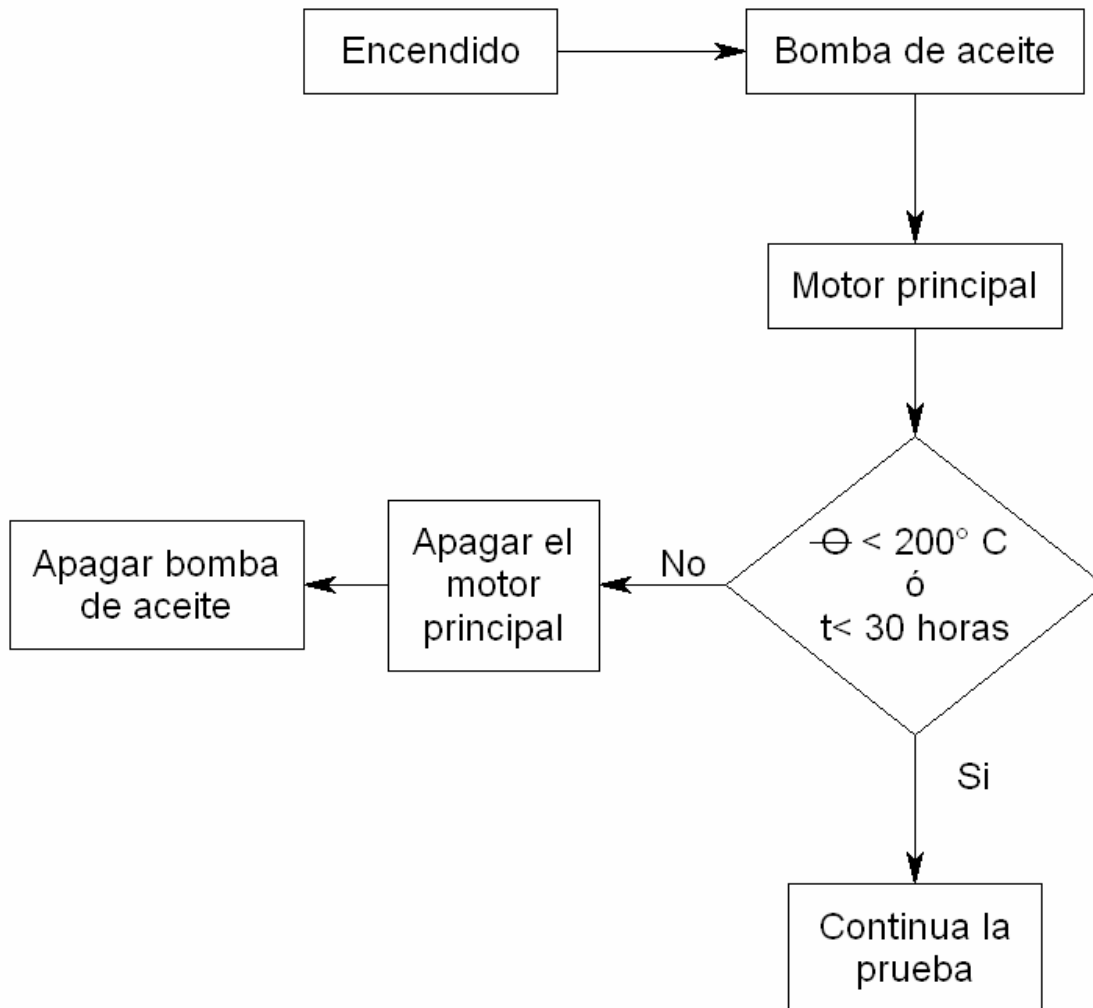 Encendido
Bomba de aceite
Motor principal
Ɵ < 200° C
ó
t< 30 horas
No
Apagar el
motor
principal
Apagar bomba
de aceite
Si
Continua la
prueba